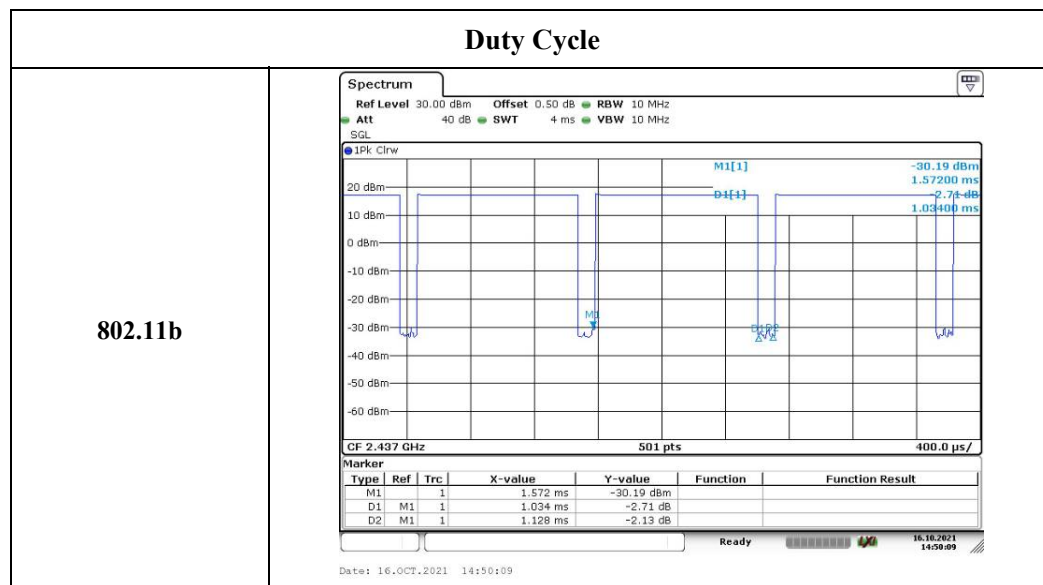 Duty Cycle
802.11b
Spectrum
Ref Level 30.00 dBm Offset 0.50 dB RBW 10 MHz
Att 40 dB SWT 4 ms VBW 10 MHz
SGL
1Pk Clrw
M1[1] -30.19 dBm
1.57200 ms
D1[1] -2.71 dB
1.03400 ms
20 dBm
10 dBm
0 dBm
-10 dBm
-20 dBm
M1
-30 dBm
D1 D2
-40 dBm
-50 dBm
-60 dBm
CF 2.437 GHz 501 pts 400.0 µs/
Marker
Type Ref Trc X-value Y-value Function Function Result
M1 1 1.572 ms -30.19 dBm
D1 M1 1 1.034 ms -2.71 dB
D2 M1 1 1.128 ms -2.13 dB
Ready LXI 16.10.2021
14:50:09
Date: 16.OCT.2021 14:50:09